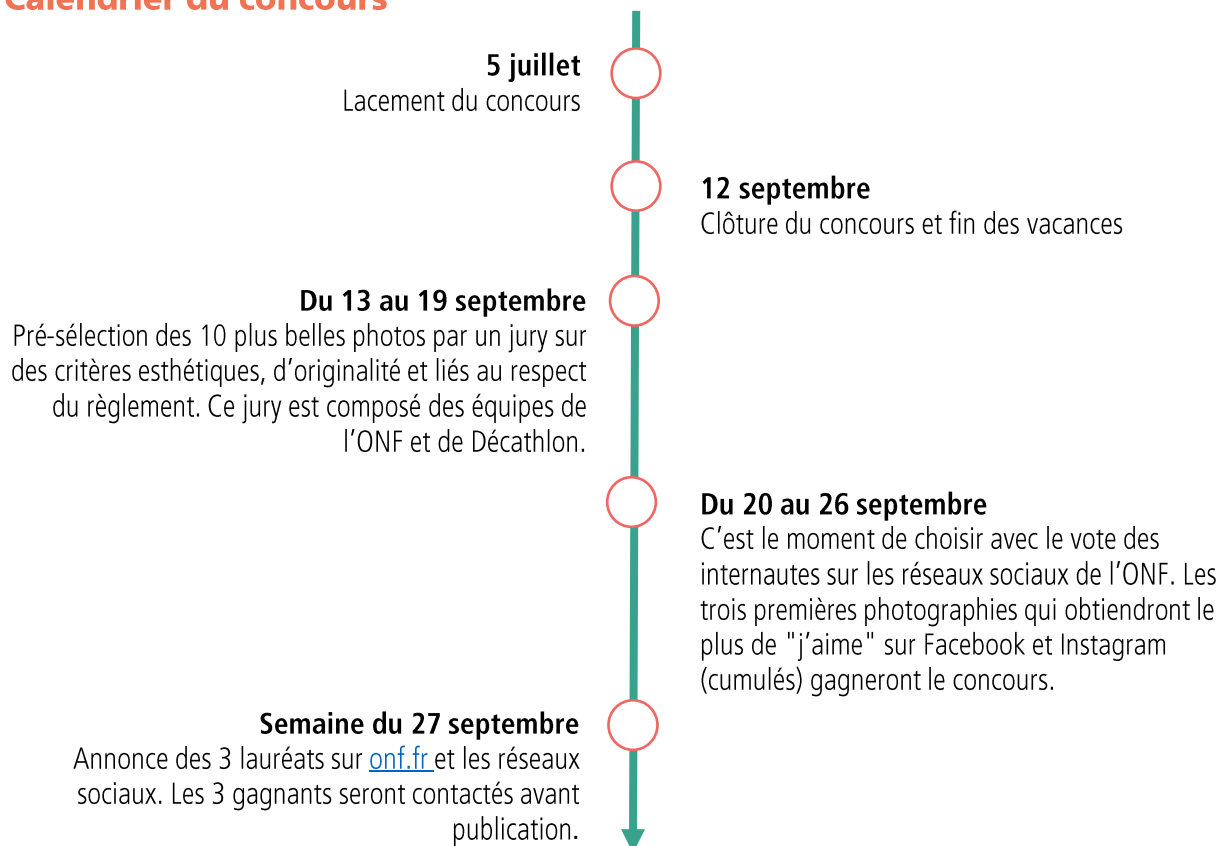 Calendrier du concours
5 juillet
Lacement du concours
12 septembre
Clôture du concours et fin des vacances
Du 13 au 19 septembre
Pré-sélection des 10 plus belles photos par un jury sur
des critères esthétiques, d’originalité et liés au respect
du règlement. Ce jury est composé des équipes de
l’ONF et de Décathlon.
Du 20 au 26 septembre
C’est le moment de choisir avec le vote des
internautes sur les réseaux sociaux de l’ONF. Les
trois premières photographies qui obtiendront le
plus de "j’aime" sur Facebook et Instagram
(cumulés) gagneront le concours.
Semaine du 27 septembre
Annonce des 3 lauréats sur onf.fr et les réseaux
sociaux. Les 3 gagnants seront contactés avant
publication.